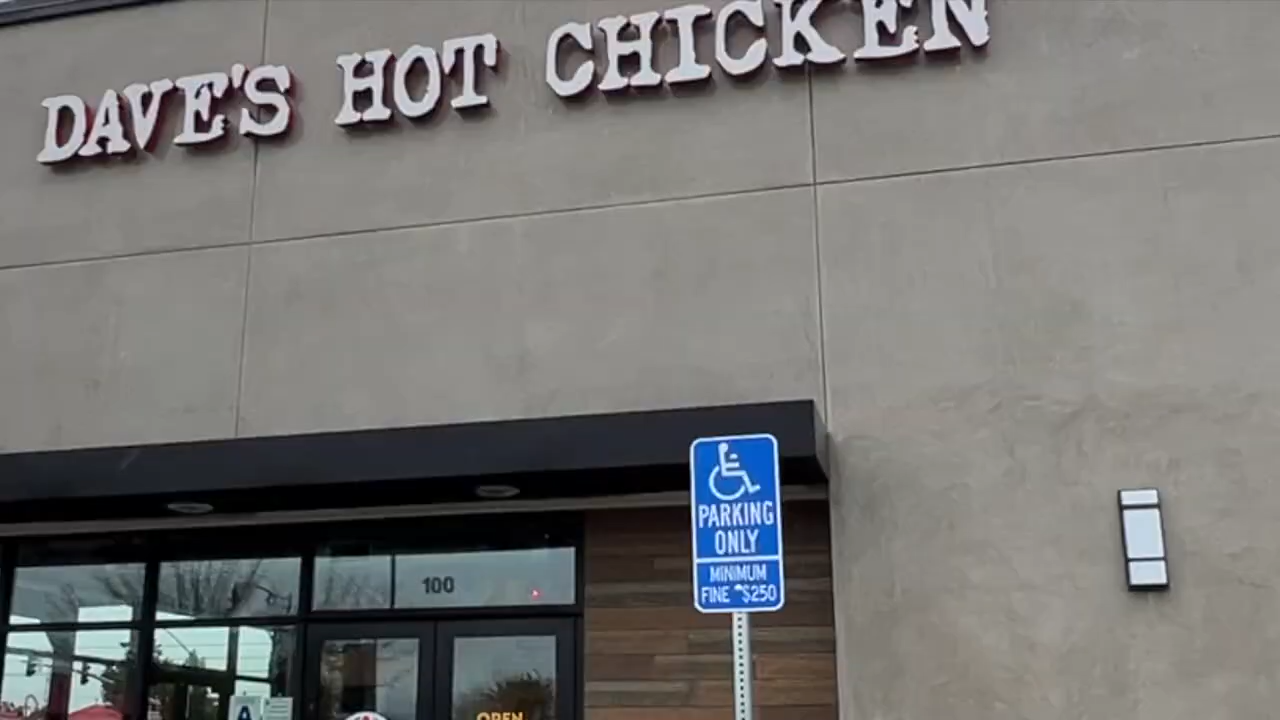 DAVE'S HOT CHICKEN
PARKING
ONLY
MINIMUM
FINE $250
100
OPEN
A